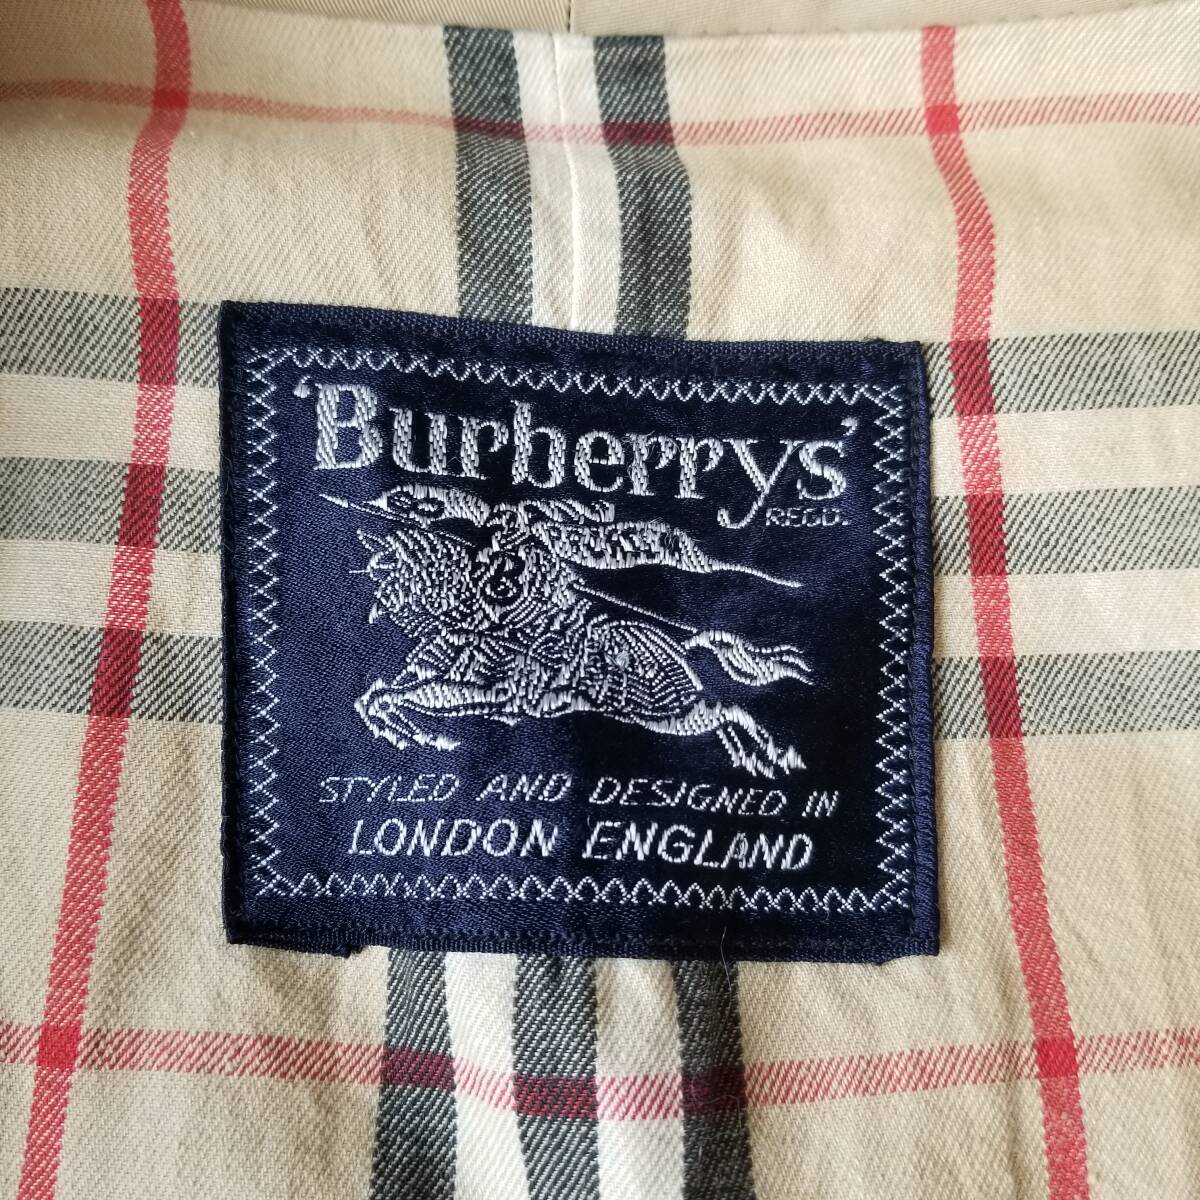 'Burberrys'
REGD.
B
STYLED AND DESIGNED IN
LONDON ENGLAND